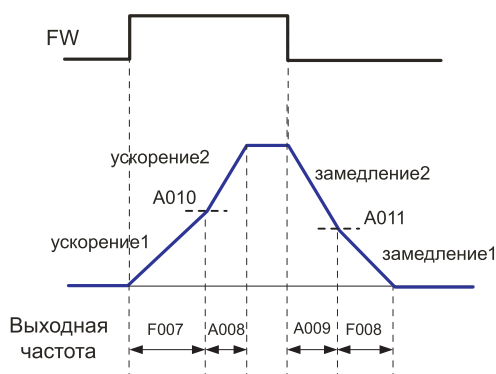 FW
ускорение2
замедление2
A010
A011
ускорение1
замедление1
Выходная
частота
F007
A008
A009
F008